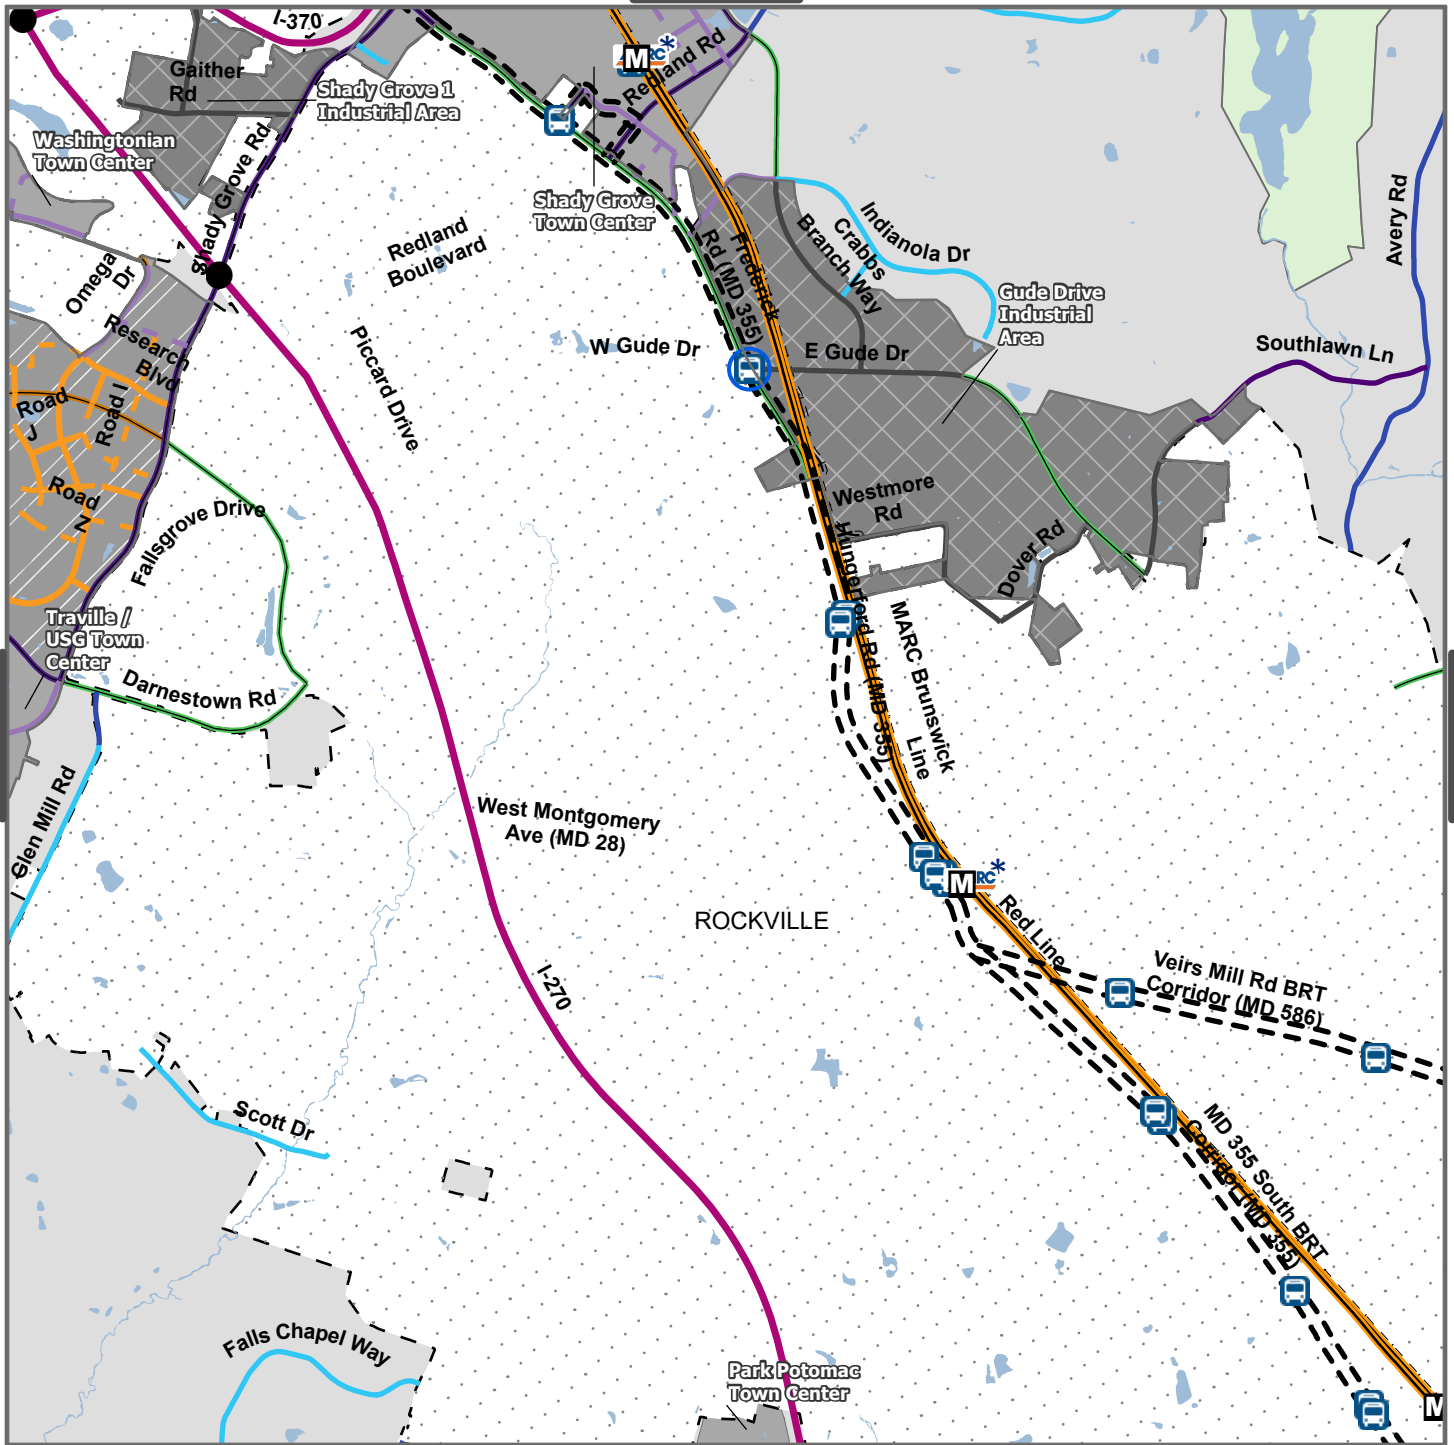 I-370
Gaither
Rd
Shady Grove 1
Industrial Area
Redland Rd
M
RC*
Washingtonian
Town Center
Shady Grove Rd
Shady Grove
Town Center
Redland
Boulevard
Omega
Dr
Research
Blvd
Piccard Drive
Frederick
Rd (MD 355)
Crabbs
Branch Way
Indianola Dr
Avery Rd
Gude Drive
Industrial
Area
W Gude Dr
E Gude Dr
Southlawn Ln
Road
J
Road I
Road
N
Fallsgrove Drive
Westmore
Rd
Dover Rd
Hungerford Rd (MD 355)
MARC Brunswick
Line
Traville /
USG Town
Center
Darnestown Rd
Glen Mill Rd
West Montgomery
Ave (MD 28)
M
RC*
ROCKVILLE
Red Line
I-270
Veirs Mill Rd BRT
Corridor (MD 586)
Scott Dr
MD 355 South BRT
Corridor (MD 355)
Falls Chapel Way
Park Potomac
Town Center
M